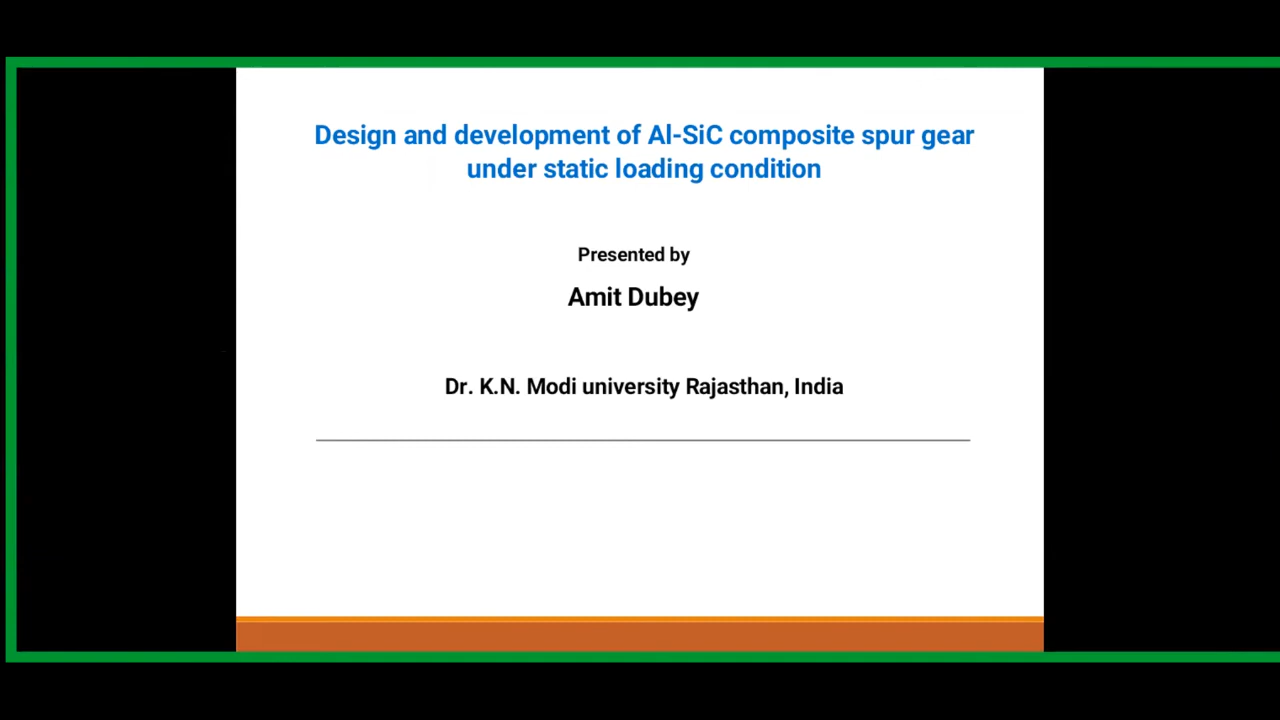 Design and development of Al-SiC composite spur gear
under static loading condition
Presented by
Amit Dubey
Dr. K.N. Modi university Rajasthan, India